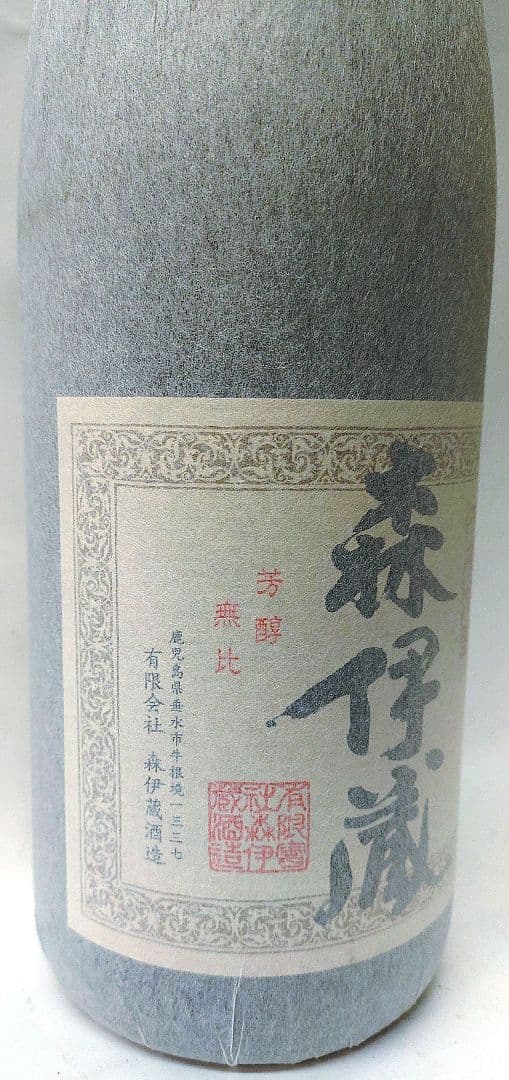 森伊蔵
芳醇
無比
鹿児島県垂水市牛根境一三三七
有限会社 森伊蔵酒造